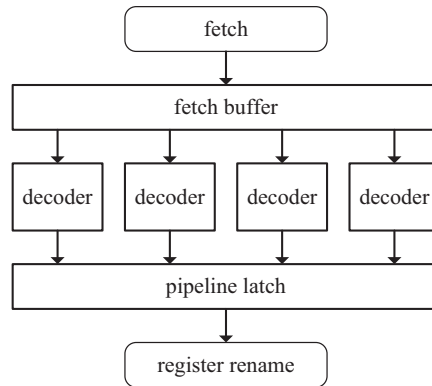 fetch
fetch buffer
decoder decoder decoder decoder
pipeline latch
register rename